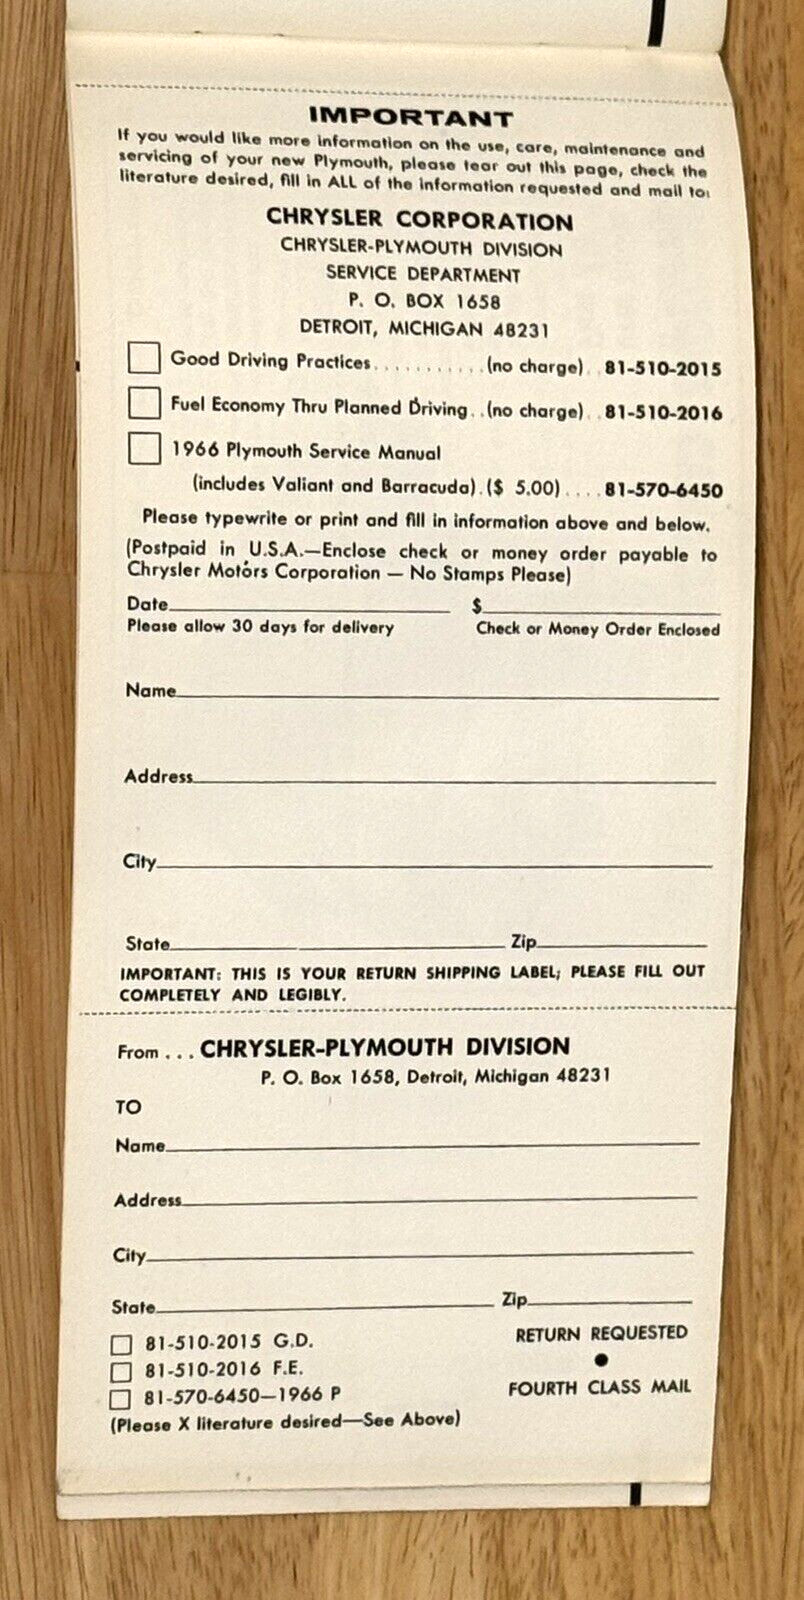 IMPORTANT
If you would like more information on the use, care, maintenance and
servicing of your new Plymouth, please tear out this page, check the
literature desired, fill in ALL of the information requested and mail to:
CHRYSLER CORPORATION
CHRYSLER-PLYMOUTH DIVISION
SERVICE DEPARTMENT
P. O. BOX 1658
DETROIT, MICHIGAN 48231
Good Driving Practices . . . . . . . . . . . (no charge) . . 81-510-2015
Fuel Economy Thru Planned Driving . . (no charge) . . 81-510-2016
1966 Plymouth Service Manual
(includes Valiant and Barracuda) . ($ 5.00) . . . . 81-570-6450
Please typewrite or print and fill in information above and below.
(Postpaid in U.S.A.—Enclose check or money order payable to
Chrysler Motors Corporation — No Stamps Please)
Date $
Please allow 30 days for delivery Check or Money Order Enclosed
Name
Address
City
State Zip
IMPORTANT: THIS IS YOUR RETURN SHIPPING LABEL; PLEASE FILL OUT
COMPLETELY AND LEGIBLY.
From . . . CHRYSLER-PLYMOUTH DIVISION
P. O. Box 1658, Detroit, Michigan 48231
TO
Name
Address
City
State Zip
81-510-2015 G.D.
81-510-2016 F.E.
81-570-6450—1966 P
(Please X literature desired—See Above)
RETURN REQUESTED
●
FOURTH CLASS MAIL